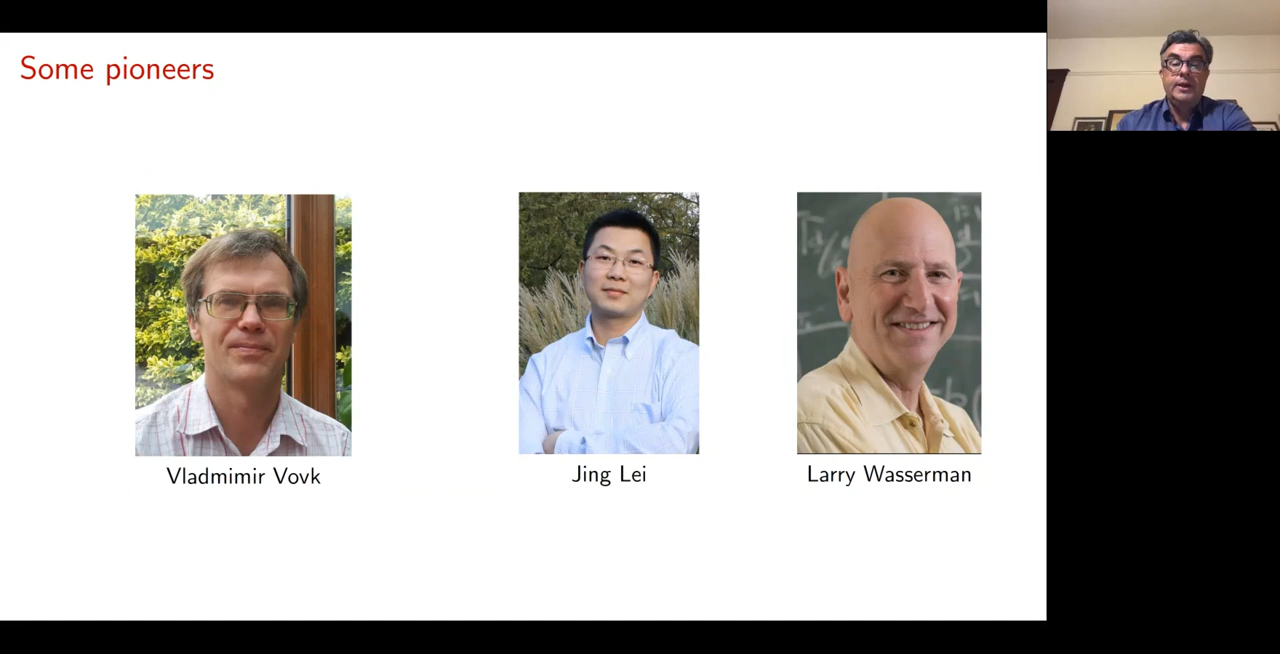 Some pioneers
Vladmimir Vovk
Jing Lei
Larry Wasserman